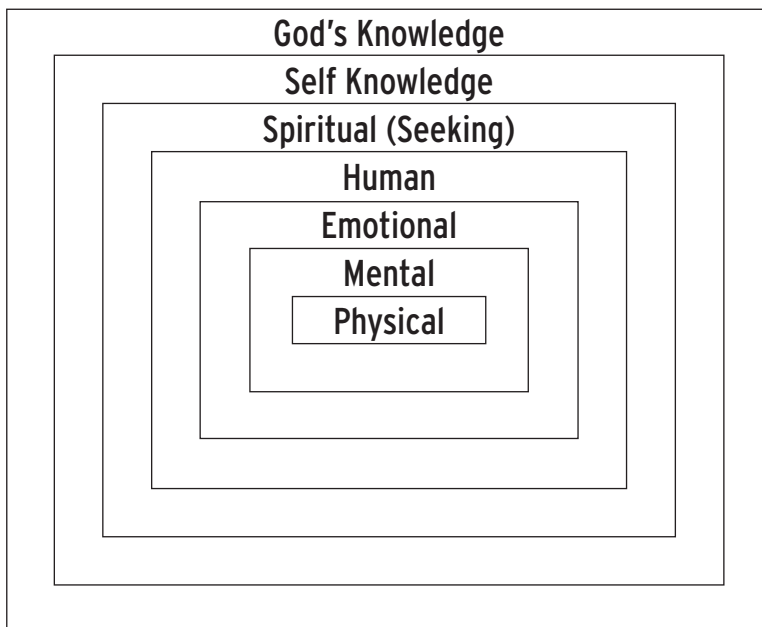 God's Knowledge
Self Knowledge
Spiritual (Seeking)
Human
Emotional
Mental
Physical